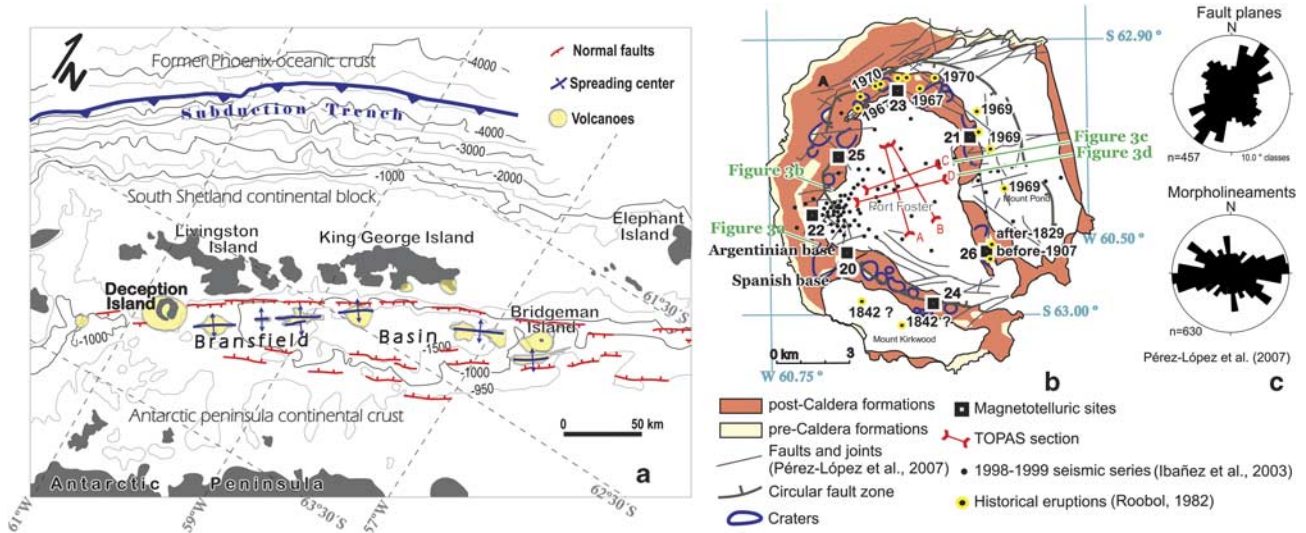 N
Former Phoenix oceanic crust
-4000
Normal faults
Spreading center
Volcanoes
Subduction Trench
-4000
-3000
-2000
-1000
South Shetland continental block
Elephant
Island
Livingston
Island
King George Island
Deception
Island
61°30'S
Bridgeman
Island
-1000
Bransfield Basin
-1500
-1000
-950
Antarctic peninsula continental crust
0 50 km
a
Antarctic Peninsula
61°W
59°W
63°30'S
57°W
62°30'S
S 62.90 °
A
1970
1970
1967
23
1969
21
1969
Figure 3c
Figure 3d
25
C
D
Figure 3b
1969
Mount Pond
Port Foster
22
B
A
W 60.50 °
Figure 3a
after-1829
Argentinian base
26
before-1907
20
Spanish base
24
1842 ?
1842 ?
S 63.00 °
Mount Kirkwood
0 km 3
W 60.75 °
b
post-Caldera formations
pre-Caldera formations
Faults and joints
(Pérez-López et al., 2007)
Circular fault zone
Craters
Magnetotelluric sites
TOPAS section
1998-1999 seismic series (Ibañez et al., 2003)
Historical eruptions (Roobol, 1982)
Fault planes
N
n=457
10.0 ° classes
Morpholineaments
N
n=630
Pérez-López et al. (2007)
c